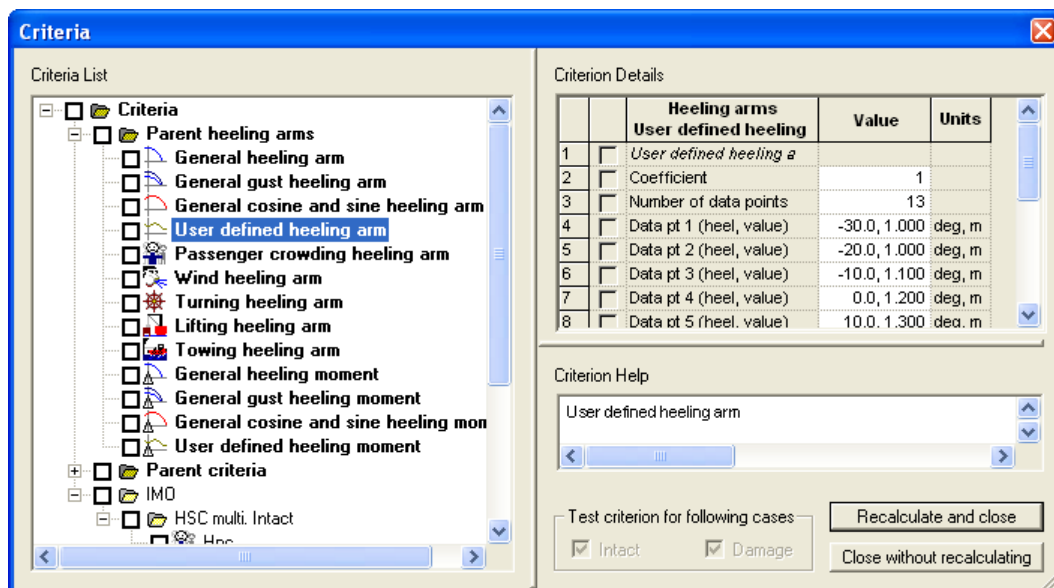 Criteria
Criteria List
Criteria
Parent heeling arms
General heeling arm
General gust heeling arm
General cosine and sine heeling arm
User defined heeling arm
Passenger crowding heeling arm
Wind heeling arm
Turning heeling arm
Lifting heeling arm
Towing heeling arm
General heeling moment
General gust heeling moment
General cosine and sine heeling mon
User defined heeling moment
Parent criteria
IMO
HSC multi. Intact
Hpc
Criterion Details
Heeling arms
User defined heeling Value Units
1 User defined heeling a
2 Coefficient 1
3 Number of data points 13
4 Data pt 1 (heel, value) -30.0, 1.000 deg, m
5 Data pt 2 (heel, value) -20.0, 1.000 deg, m
6 Data pt 3 (heel, value) -10.0, 1.100 deg, m
7 Data pt 4 (heel, value) 0.0, 1.200 deg, m
8 Data pt 5 (heel, value) 10.0, 1.300 deg, m
Criterion Help
User defined heeling arm
Test criterion for following cases
Intact Damage
Recalculate and close
Close without recalculating